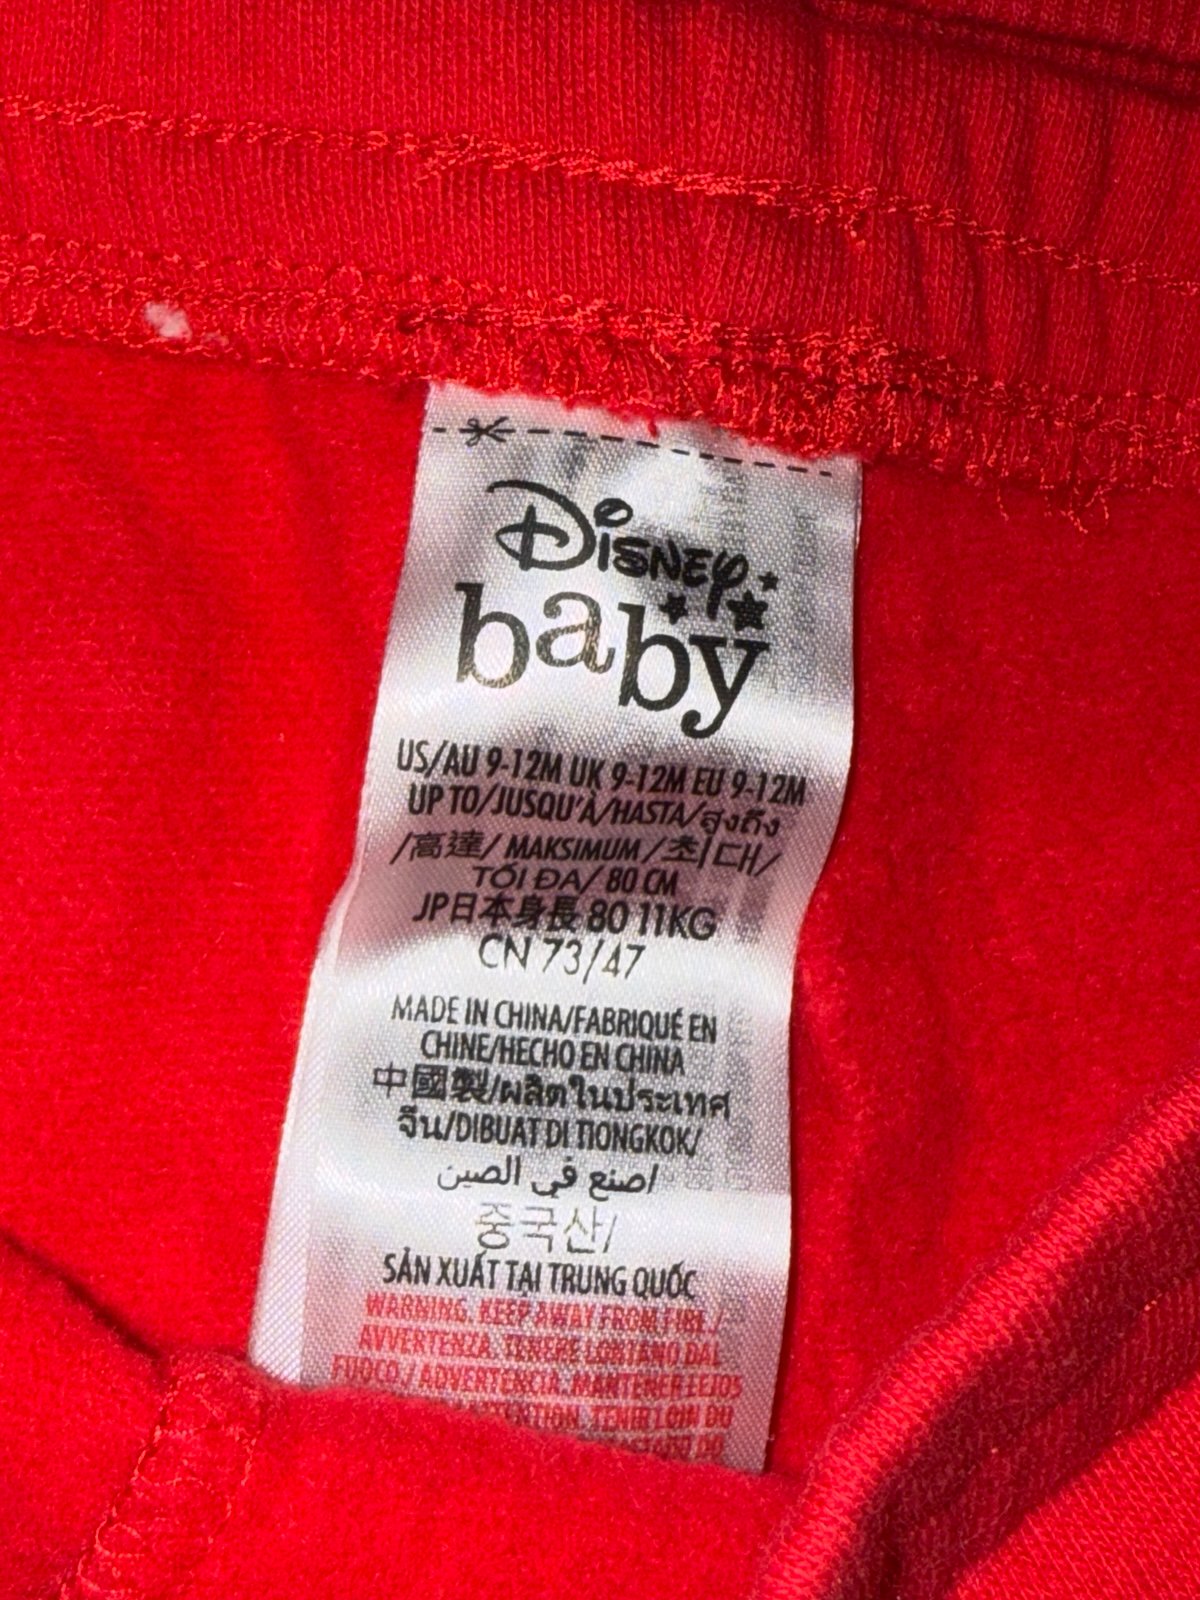 Disney
baby
US/AU 9-12M UK 9-12M EU 9-12M
UP TO/JUSQU'À/HASTA/สูงถึง
/高達/ MAKSIMUM/최대/
TỐI ĐA/ 80 CM
JP日本身長 80 11KG
CN 73/47
MADE IN CHINA/FABRIQUÉ EN
CHINE/HECHO EN CHINA
中國製/ผลิตในประเทศ
จีน/DIBUAT DI TIONGKOK/
صنع في الصين/
중국산/
SẢN XUẤT TẠI TRUNG QUỐC
WARNING. KEEP AWAY FROM FIRE./
AVVERTENZA. TENERE LONTANO DAL
FUOCO./ADVERTENCIA. MANTENER LEJOS
TENIR LOIN DU